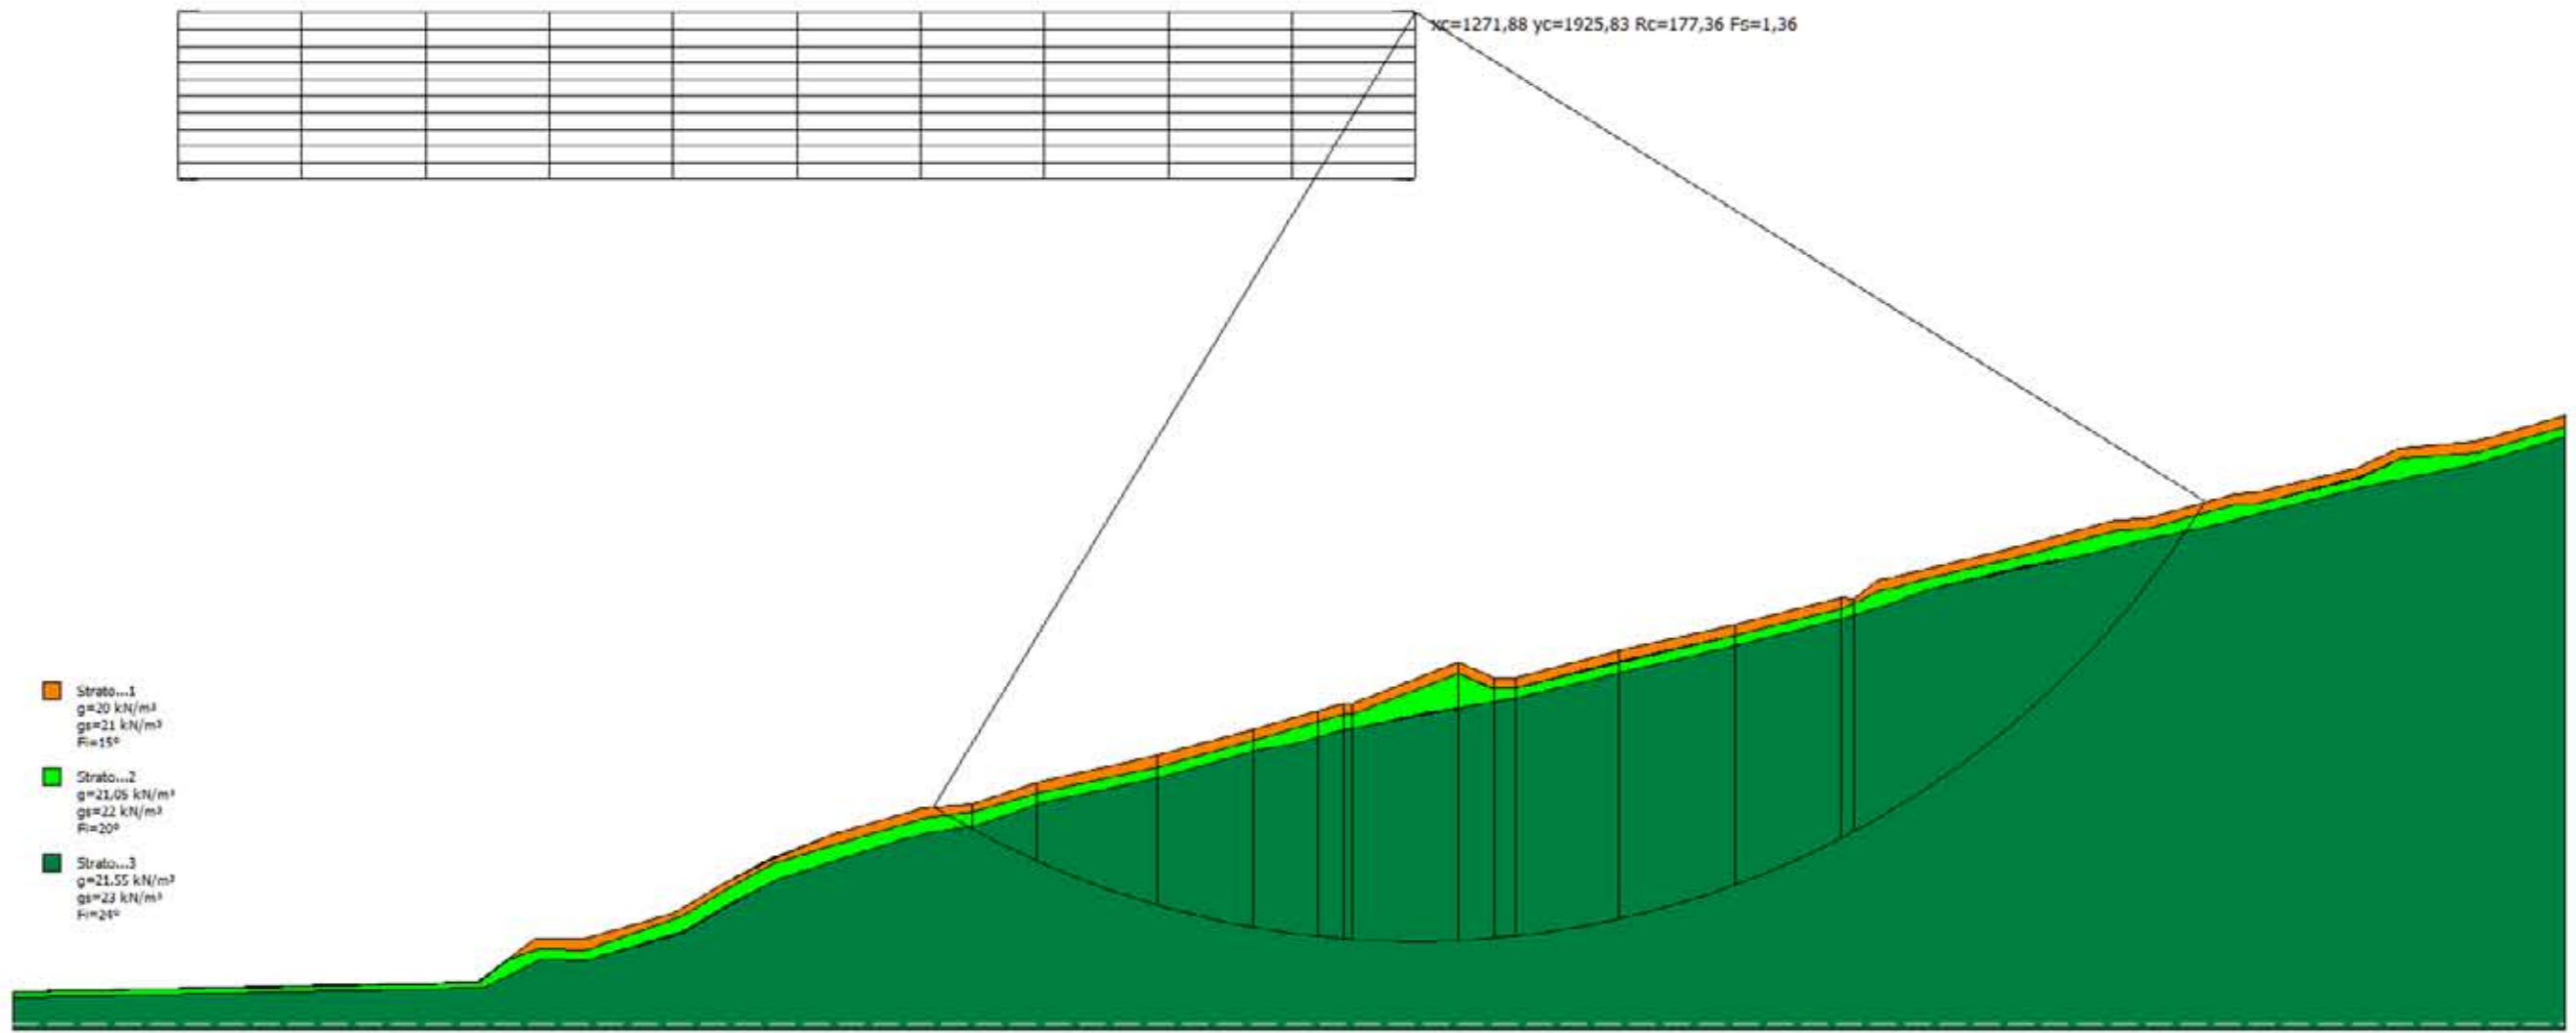 xc=1271,88 yc=1925,83 Rc=177,36 Fs=1,36
Strato...1
g=20 kN/m³
gs=21 kN/m³
Fi=15°
Strato...2
g=21,05 kN/m³
gs=22 kN/m³
Fi=20°
Strato...3
g=21,55 kN/m³
gs=23 kN/m³
Fi=24°